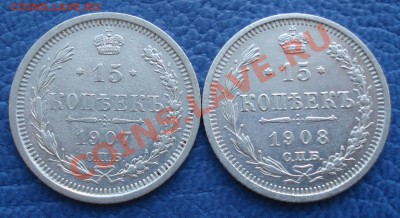 15
КОПѢЕКЪ
190
С.П.Б.
15
КОПѢЕКЪ
1908
С.П.Б.
COINS.LAVE.RU